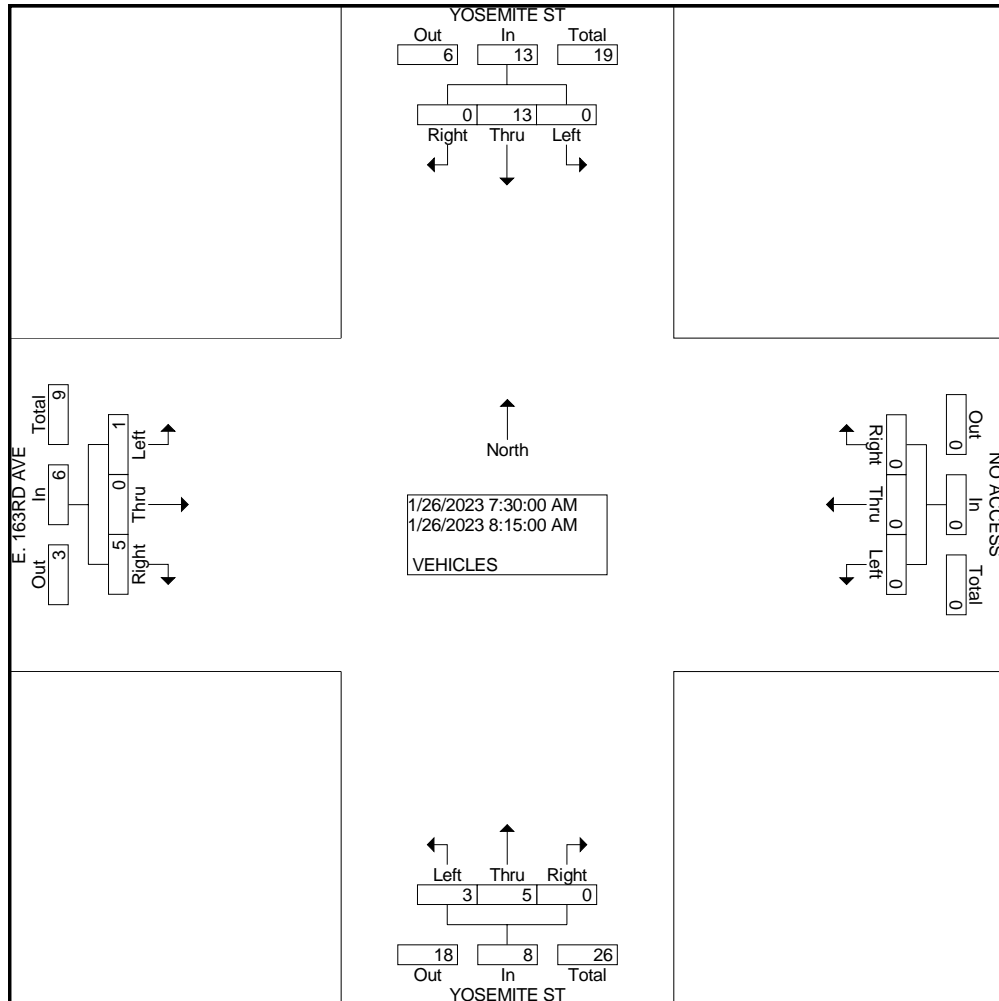 YOSEMITE ST
Out In Total
6 13 19
0 13 0
Right Thru Left
E. 163RD AVE
Out In Total
3 6 9
Right Thru Left
5 0 1
North
1/26/2023 7:30:00 AM
1/26/2023 8:15:00 AM
VEHICLES
NO ACCESS
Out In Total
0 0 0
Right Thru Left
0 0 0
Left Thru Right
3 5 0
18 8 26
Out In Total
YOSEMITE ST